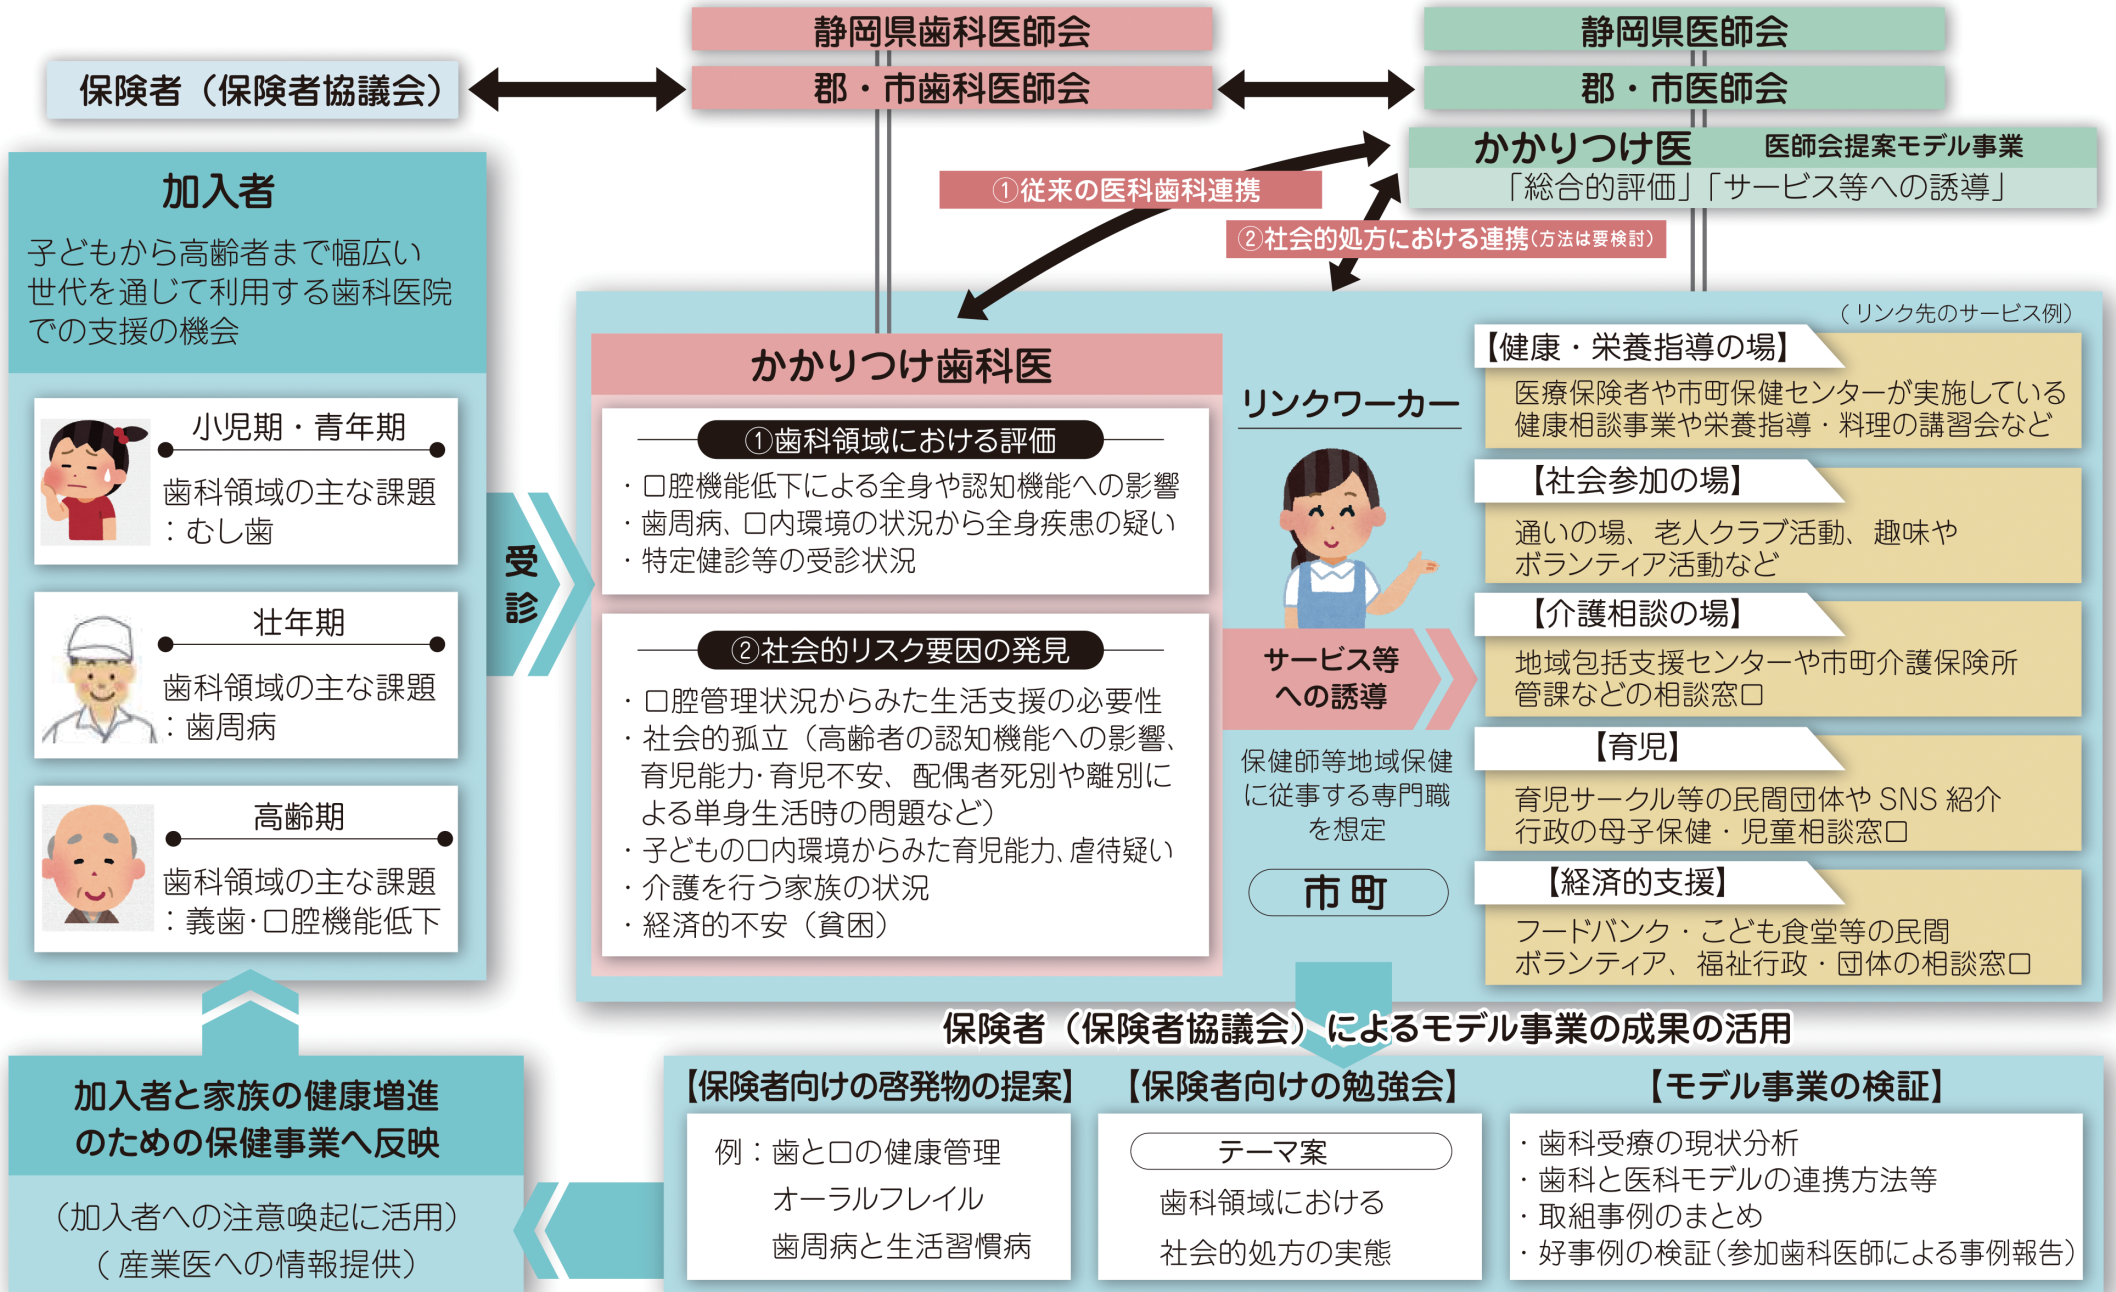 静岡県歯科医師会
静岡県医師会
保険者（保険者協議会）
郡・市歯科医師会
郡・市医師会
かかりつけ医　医師会提案モデル事業
「総合的評価」「サービス等への誘導」
①従来の医科歯科連携
②社会的処方における連携(方法は要検討)
加入者
子どもから高齢者まで幅広い
世代を通じて利用する歯科医院
での支援の機会
小児期・青年期
歯科領域の主な課題
：むし歯
壮年期
歯科領域の主な課題
：歯周病
高齢期
歯科領域の主な課題
：義歯・口腔機能低下
受診
かかりつけ歯科医
①歯科領域における評価
・口腔機能低下による全身や認知機能への影響
・歯周病、口内環境の状況から全身疾患の疑い
・特定健診等の受診状況
②社会的リスク要因の発見
・口腔管理状況からみた生活支援の必要性
・社会的孤立（高齢者の認知機能への影響、
育児能力・育児不安、配偶者死別や離別に
よる単身生活時の問題など）
・子どもの口内環境からみた育児能力、虐待疑い
・介護を行う家族の状況
・経済的不安（貧困）
リンクワーカー
サービス等
への誘導
保健師等地域保健
に従事する専門職
を想定
市町
（リンク先のサービス例）
【健康・栄養指導の場】
医療保険者や市町保健センターが実施している
健康相談事業や栄養指導・料理の講習会など
【社会参加の場】
通いの場、老人クラブ活動、趣味や
ボランティア活動など
【介護相談の場】
地域包括支援センターや市町介護保険所
管課などの相談窓口
【育児】
育児サークル等の民間団体や SNS 紹介
行政の母子保健・児童相談窓口
【経済的支援】
フードバンク・こども食堂等の民間
ボランティア、福祉行政・団体の相談窓口
保険者（保険者協議会）によるモデル事業の成果の活用
【保険者向けの啓発物の提案】
例：歯と口の健康管理
オーラルフレイル
歯周病と生活習慣病
【保険者向けの勉強会】
テーマ案
歯科領域における
社会的処方の実態
【モデル事業の検証】
・歯科受療の現状分析
・歯科と医科モデルの連携方法等
・取組事例のまとめ
・好事例の検証（参加歯科医師による事例報告）
加入者と家族の健康増進
のための保健事業へ反映
（加入者への注意喚起に活用）
（産業医への情報提供）